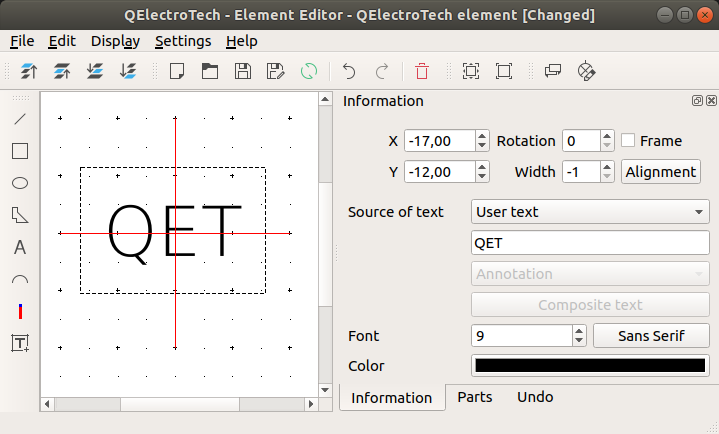 QElectroTech - Element Editor - QElectroTech element [Changed]
File Edit Display Settings Help
Information
X -17,00 Rotation 0 Frame
Y -12,00 Width -1 Alignment
Source of text User text
QET
Annotation
Composite text
Font 9 Sans Serif
Color
Information Parts Undo
QET
A
T